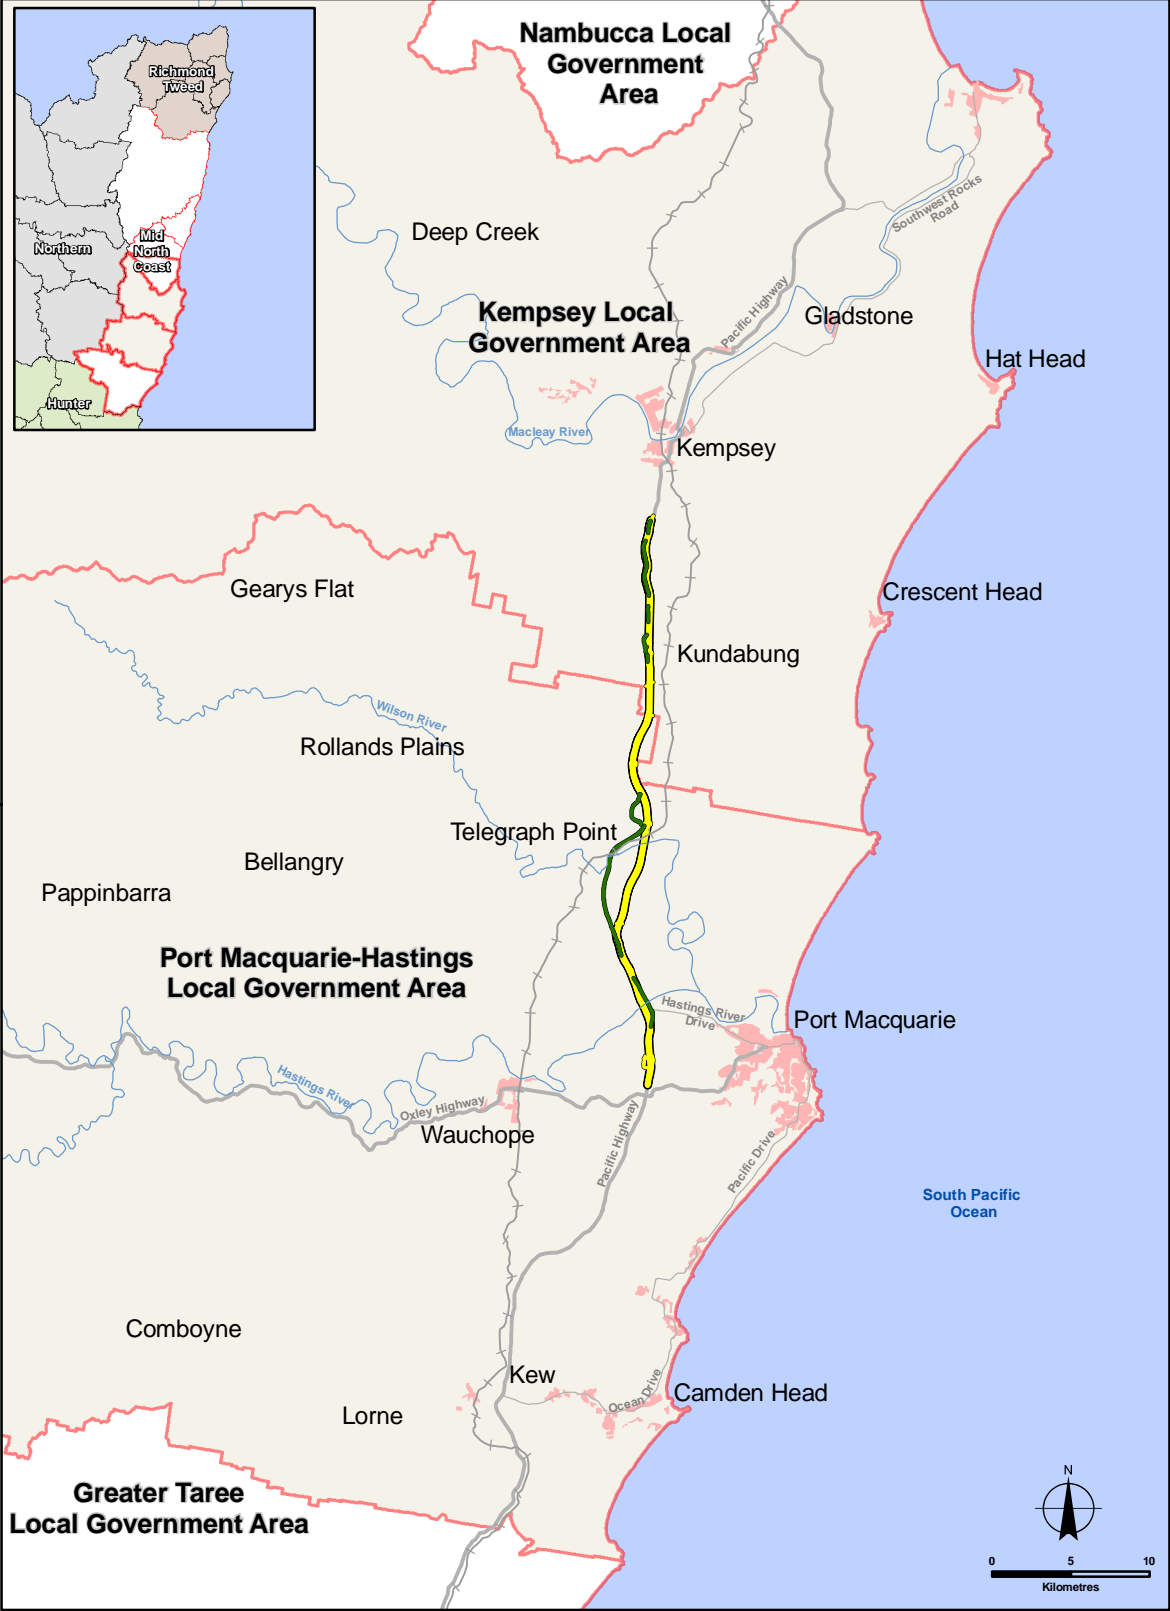 Nambucca Local
Government
Area
Richmond
Tweed
Northern
Mid
North
Coast
Hunter
Southwest Rocks
Road
Deep Creek
Kempsey Local
Government Area
Pacific Highway
Gladstone
Hat Head
Macleay River
Kempsey
Gearys Flat
Crescent Head
Kundabung
Wilson River
Rollands Plains
Telegraph Point
Bellangry
Pappinbarra
Port Macquarie-Hastings
Local Government Area
Hastings River
Drive
Port Macquarie
Hastings River
Oxley Highway
Wauchope
Pacific Highway
Pacific Drive
South Pacific
Ocean
Comboyne
Kew
Ocean Drive
Camden Head
Lorne
Greater Taree
Local Government Area
N
0 5 10
Kilometres